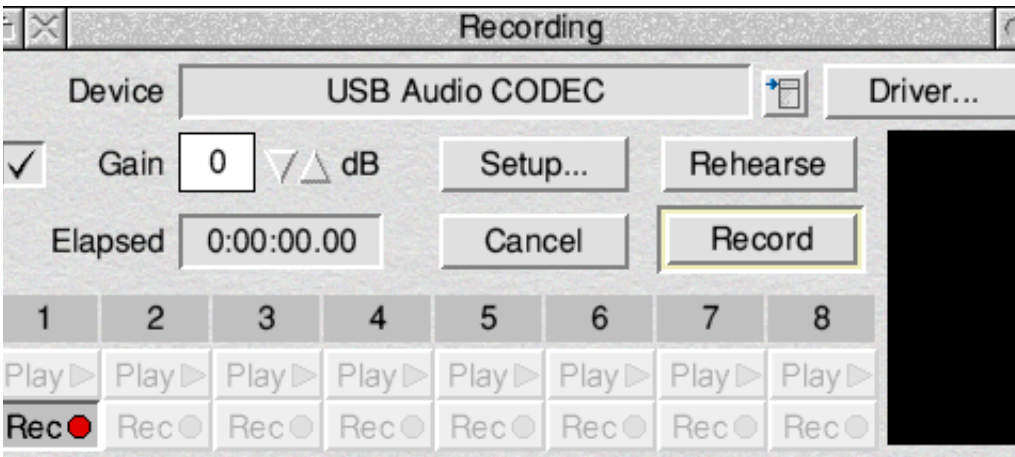 Recording
Device USB Audio CODEC Driver...
Gain 0 dB Setup... Rehearse
Elapsed 0:00:00.00 Cancel Record
1 2 3 4 5 6 7 8
Play Play Play Play Play Play Play Play
Rec Rec Rec Rec Rec Rec Rec Rec